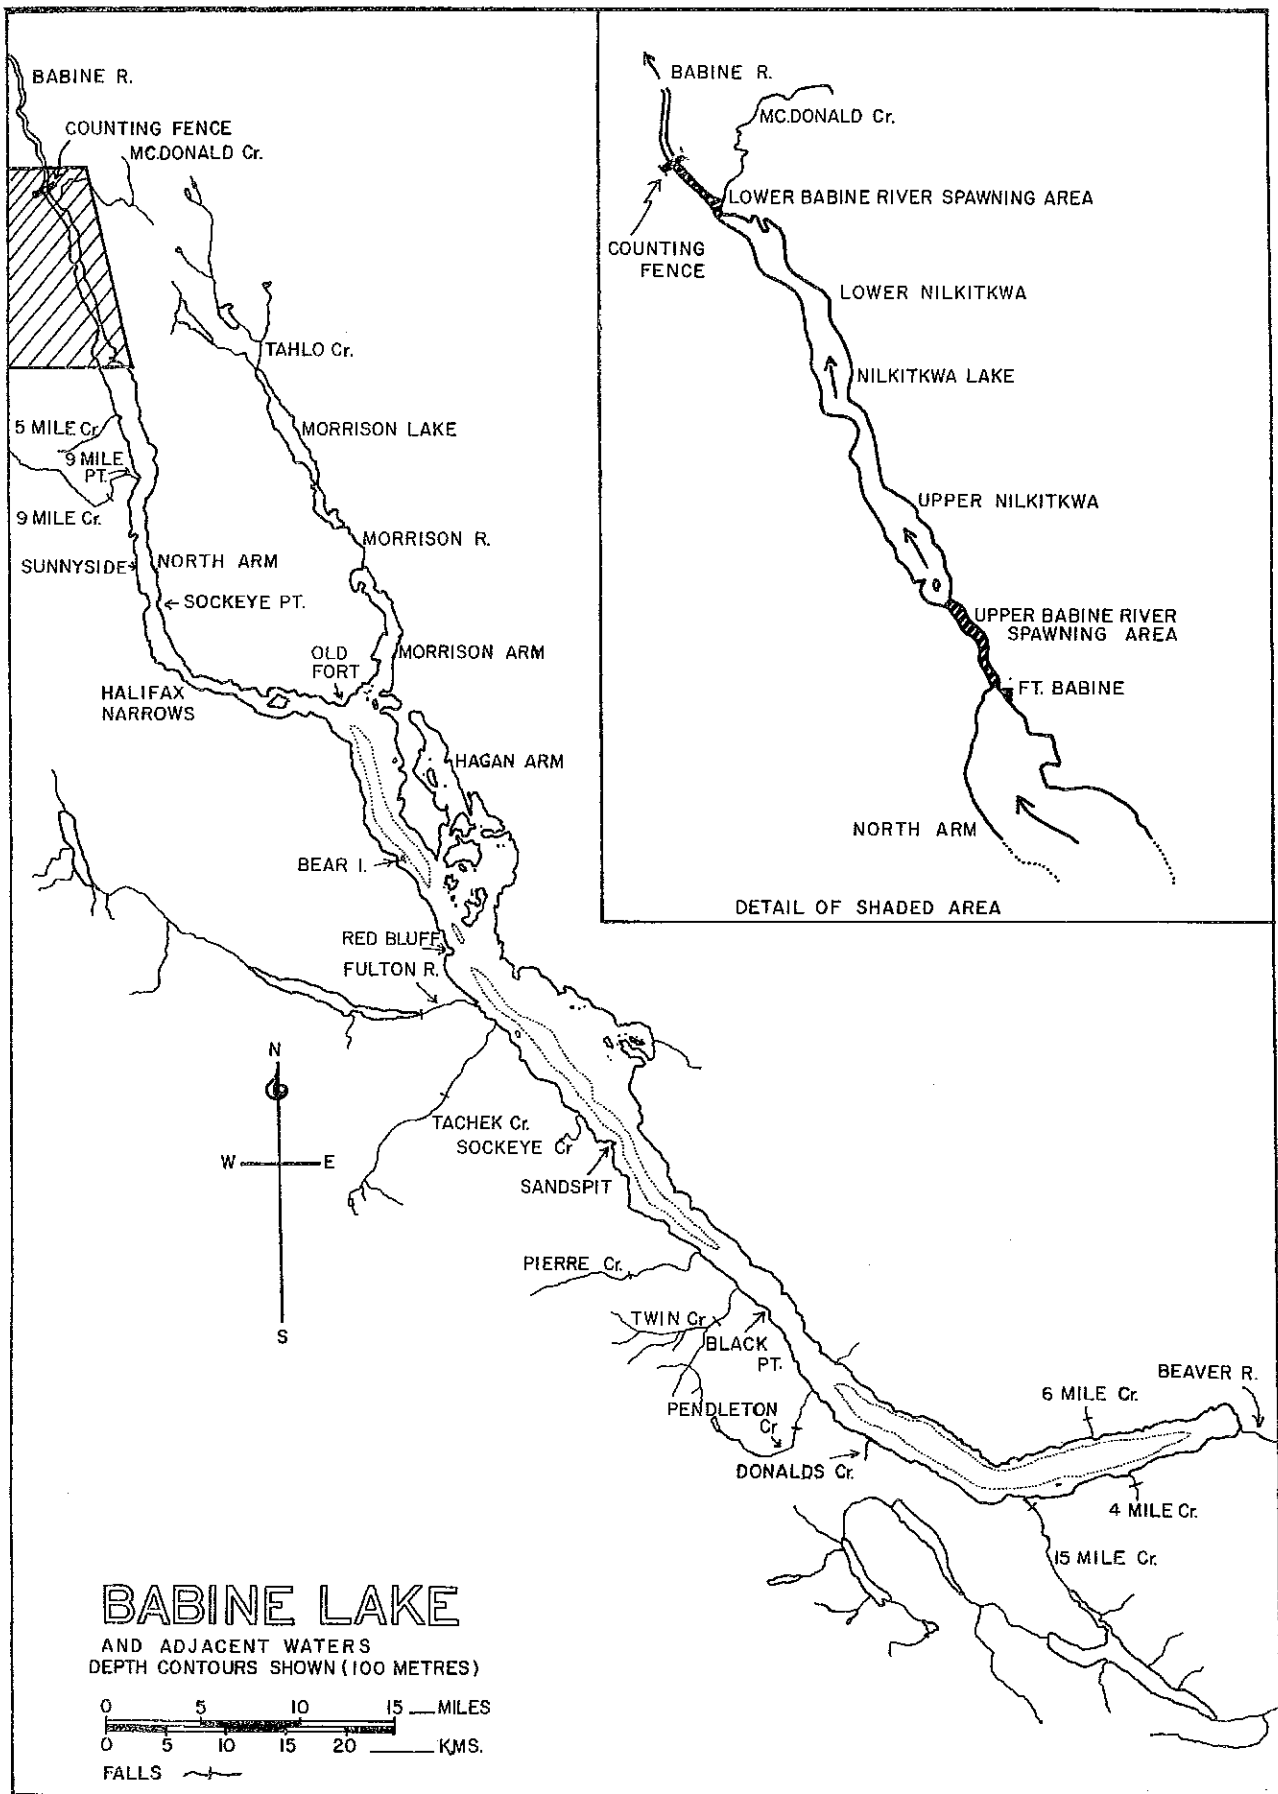 BABINE R.
COUNTING FENCE
MC.DONALD Cr.
TAHLO Cr.
5 MILE Cr.
MORRISON LAKE
9 MILE
PT.
9 MILE Cr.
MORRISON R.
SUNNYSIDE
NORTH ARM
SOCKEYE PT.
OLD
FORT
MORRISON ARM
HALIFAX
NARROWS
HAGAN ARM
BEAR I.
RED BLUFF
FULTON R.
N
W
E
S
TACHEK Cr.
SOCKEYE Cr
SANDSPIT
PIERRE Cr.
TWIN Cr
BLACK
PT.
PENDLETON
Cr
DONALDS Cr.
BEAVER R.
6 MILE Cr.
4 MILE Cr.
15 MILE Cr.
BABINE R.
MC.DONALD Cr.
LOWER BABINE RIVER SPAWNING AREA
COUNTING
FENCE
LOWER NILKITKWA
NILKITKWA LAKE
UPPER NILKITKWA
UPPER BABINE RIVER
SPAWNING AREA
FT. BABINE
NORTH ARM
DETAIL OF SHADED AREA
BABINE LAKE
AND ADJACENT WATERS
DEPTH CONTOURS SHOWN (100 METRES)
0 5 10 15 MILES
0 5 10 15 20 KMS.
FALLS